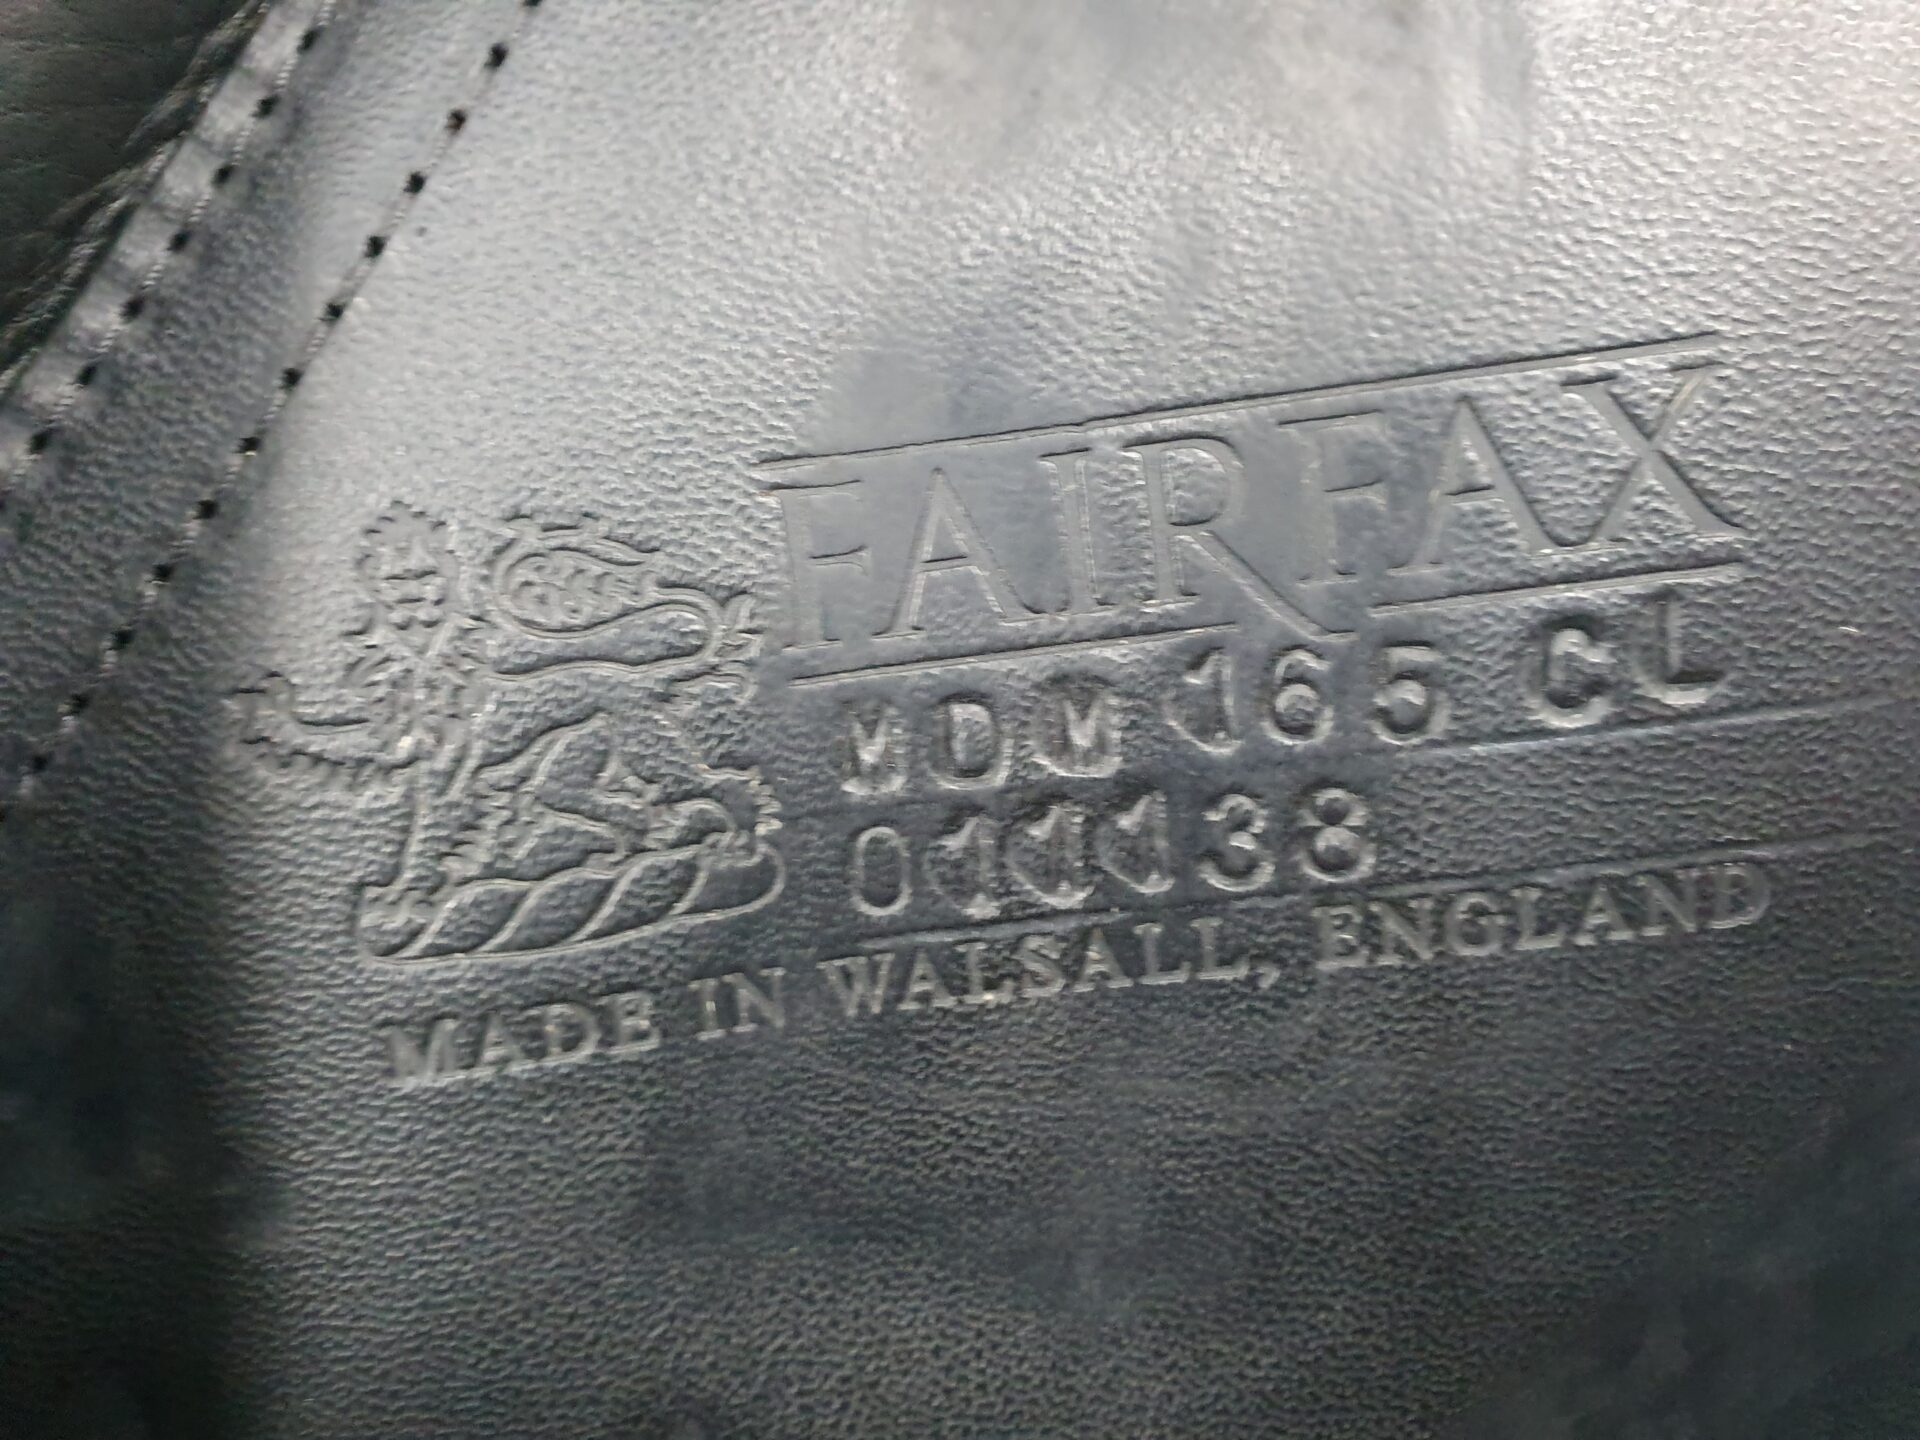 FAIRFAX
MDM 165 CL
011138
MADE IN WALSALL, ENGLAND